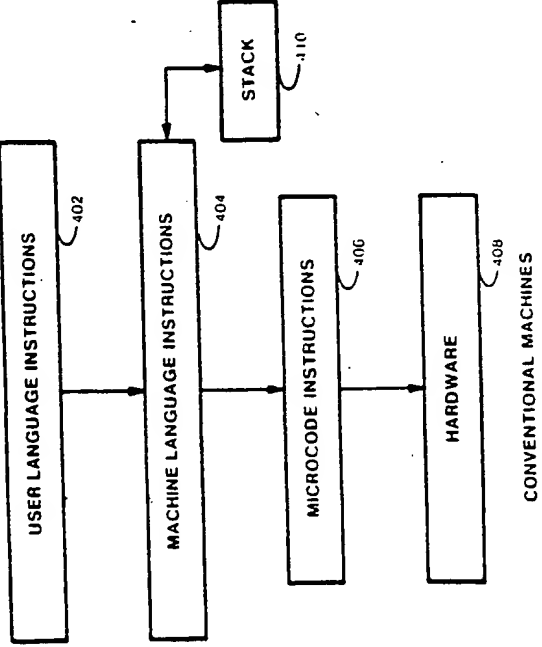 USER LANGUAGE INSTRUCTIONS
402
MACHINE LANGUAGE INSTRUCTIONS
404
STACK
410
MICROCODE INSTRUCTIONS
406
HARDWARE
408
CONVENTIONAL MACHINES